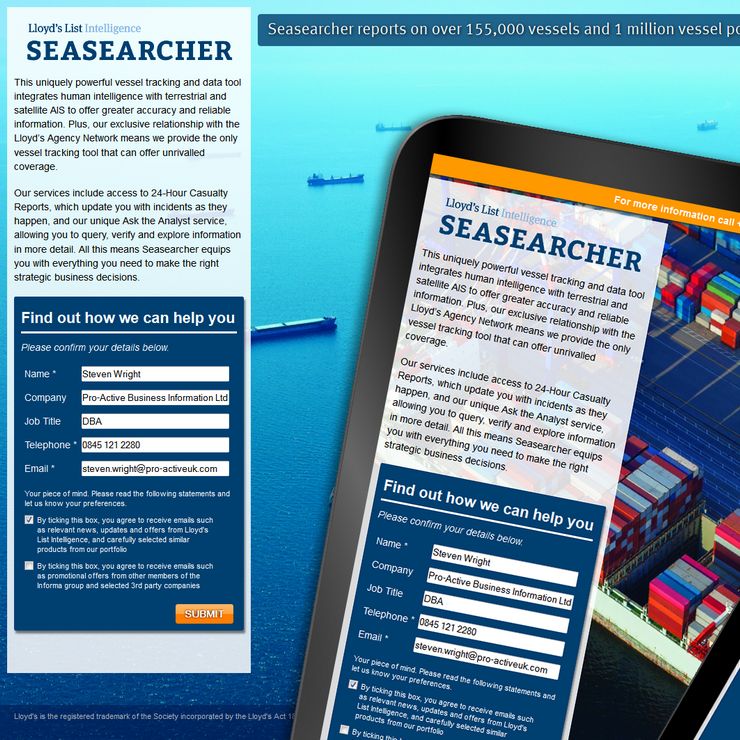 Lloyd's List Intelligence
SEASEARCHER
This uniquely powerful vessel tracking and data tool
integrates human intelligence with terrestrial and
satellite AIS to offer greater accuracy and reliable
information. Plus, our exclusive relationship with the
Lloyd's Agency Network means we provide the only
vessel tracking tool that can offer unrivalled
coverage.
Our services include access to 24-Hour Casualty
Reports, which update you with incidents as they
happen, and our unique Ask the Analyst service,
allowing you to query, verify and explore information
in more detail. All this means Seasearcher equips
you with everything you need to make the right
strategic business decisions.
Find out how we can help you
Please confirm your details below.
Name * Steven Wright
Company Pro-Active Business Information Ltd
Job Title DBA
Telephone * 0845 121 2280
Email * steven.wright@pro-activeuk.com
Your piece of mind. Please read the following statements and
let us know your preferences.
By ticking this box, you agree to receive emails such
as relevant news, updates and offers from Lloyd's
List Intelligence, and carefully selected similar
products from our portfolio
By ticking this box, you agree to receive emails such
as promotional offers from other members of the
Informa group and selected 3rd party companies
SUBMIT
Lloyd's is the registered trademark of the Society incorporated by the Lloyd's Act
Seasearcher reports on over 155,000 vessels and 1 million vessel
For more information call
Lloyd's List Intelligence
SEASEARCHER
This uniquely powerful vessel tracking and data tool
integrates human intelligence with terrestrial and
satellite AIS to offer greater accuracy and reliable
information. Plus, our exclusive relationship with the
Lloyd's Agency Network means we provide the only
vessel tracking tool that can offer unrivalled
coverage.
Our services include access to 24-Hour Casualty
Reports, which update you with incidents as they
happen, and our unique Ask the Analyst service,
allowing you to query, verify and explore information
in more detail. All this means Seasearcher equips
you with everything you need to make the right
strategic business decisions.
Find out how we can help you
Please confirm your details below.
Name * Steven Wright
Company Pro-Active Business Information Ltd
Job Title DBA
Telephone * 0845 121 2280
Email * steven.wright@pro-activeuk.com
Your piece of mind. Please read the following statements and
let us know your preferences.
By ticking this box, you agree to receive emails such
as relevant news, updates and offers from Lloyd's
List Intelligence, and carefully selected similar
products from our portfolio
By ticking this